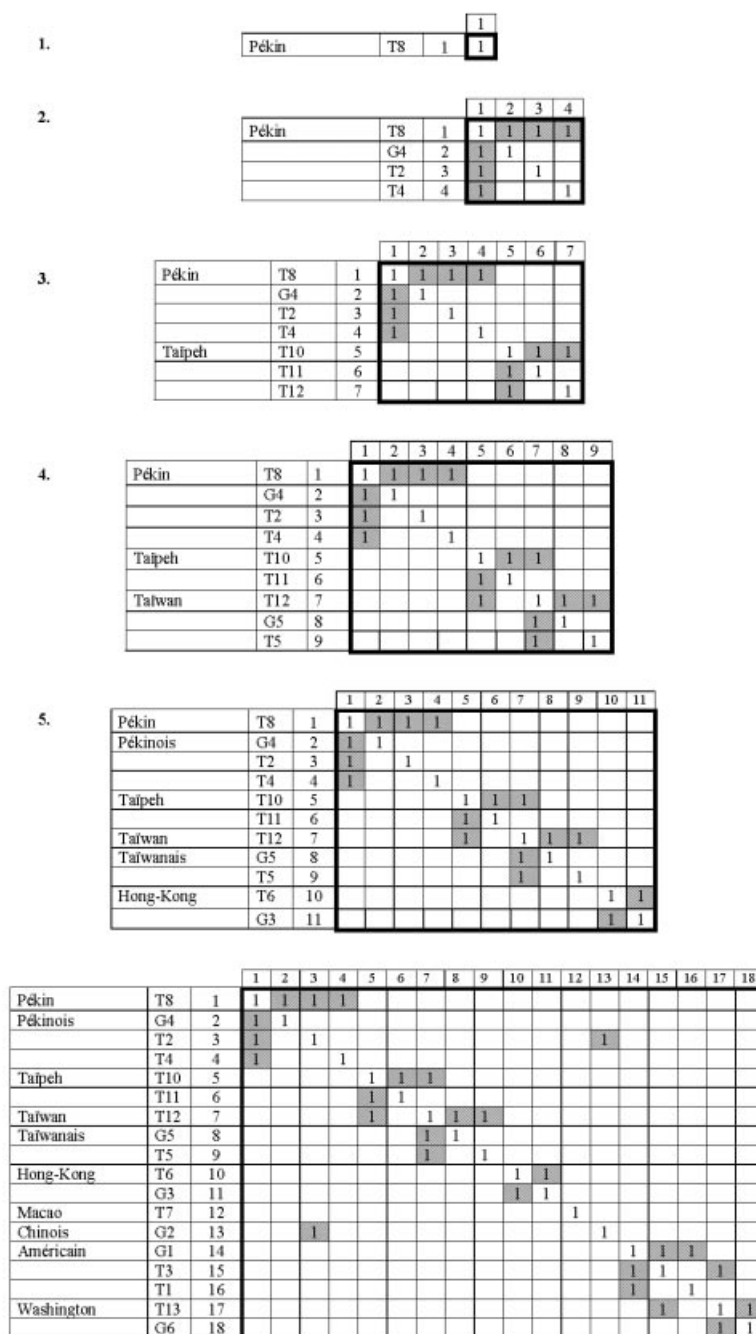 1
1. Pékin T8 1 1
1 2 3 4
2. Pékin T8 1 1 1 1 1
G4 2 1 1
T2 3 1 1
T4 4 1 1
1 2 3 4 5 6 7
3. Pékin T8 1 1 1 1 1
G4 2 1 1
T2 3 1 1
T4 4 1 1
Taïpeh T10 5 1 1 1
T11 6 1 1
T12 7 1 1
1 2 3 4 5 6 7 8 9
4. Pékin T8 1 1 1 1 1
G4 2 1 1
T2 3 1 1
T4 4 1 1
Taïpeh T10 5 1 1 1
T11 6 1 1
Taïwan T12 7 1 1 1 1
G5 8 1 1
T5 9 1 1
1 2 3 4 5 6 7 8 9 10 11
5. Pékin T8 1 1 1 1 1
Pékinois G4 2 1 1
T2 3 1 1
T4 4 1 1
Taïpeh T10 5 1 1 1
T11 6 1 1
Taïwan T12 7 1 1 1 1
Taïwanais G5 8 1 1
T5 9 1 1
Hong-Kong T6 10 1 1
G3 11 1 1
1 2 3 4 5 6 7 8 9 10 11 12 13 14 15 16 17 18
Pékin T8 1 1 1 1 1
Pékinois G4 2 1 1
T2 3 1 1 1
T4 4 1 1
Taïpeh T10 5 1 1 1
T11 6 1 1
Taïwan T12 7 1 1 1 1
Taïwanais G5 8 1 1
T5 9 1 1
Hong-Kong T6 10 1 1
G3 11 1 1
Macao T7 12 1
Chinois G2 13 1 1
Américain G1 14 1 1 1
T3 15 1 1 1
T1 16 1 1
Washington T13 17 1 1 1
G6 18 1 1